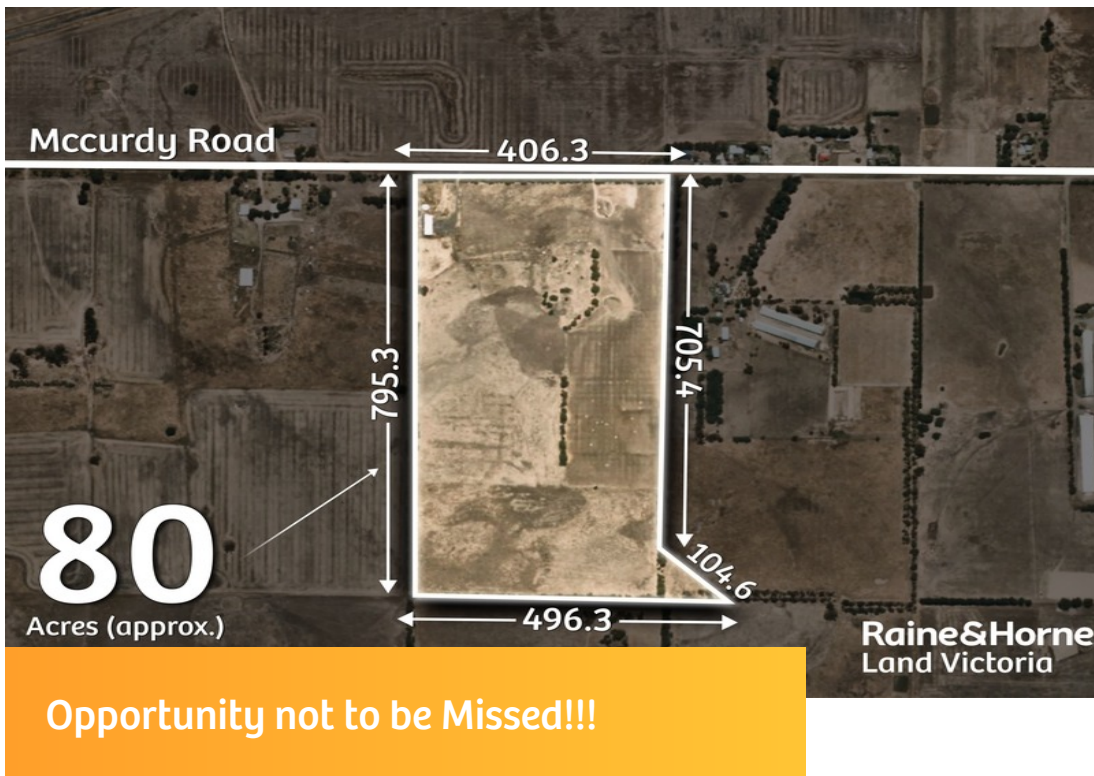 Mccurdy Road
406.3
795.3
705.4
104.6
496.3
80
Acres (approx.)
Raine&Horne
Land Victoria
Opportunity not to be Missed!!!